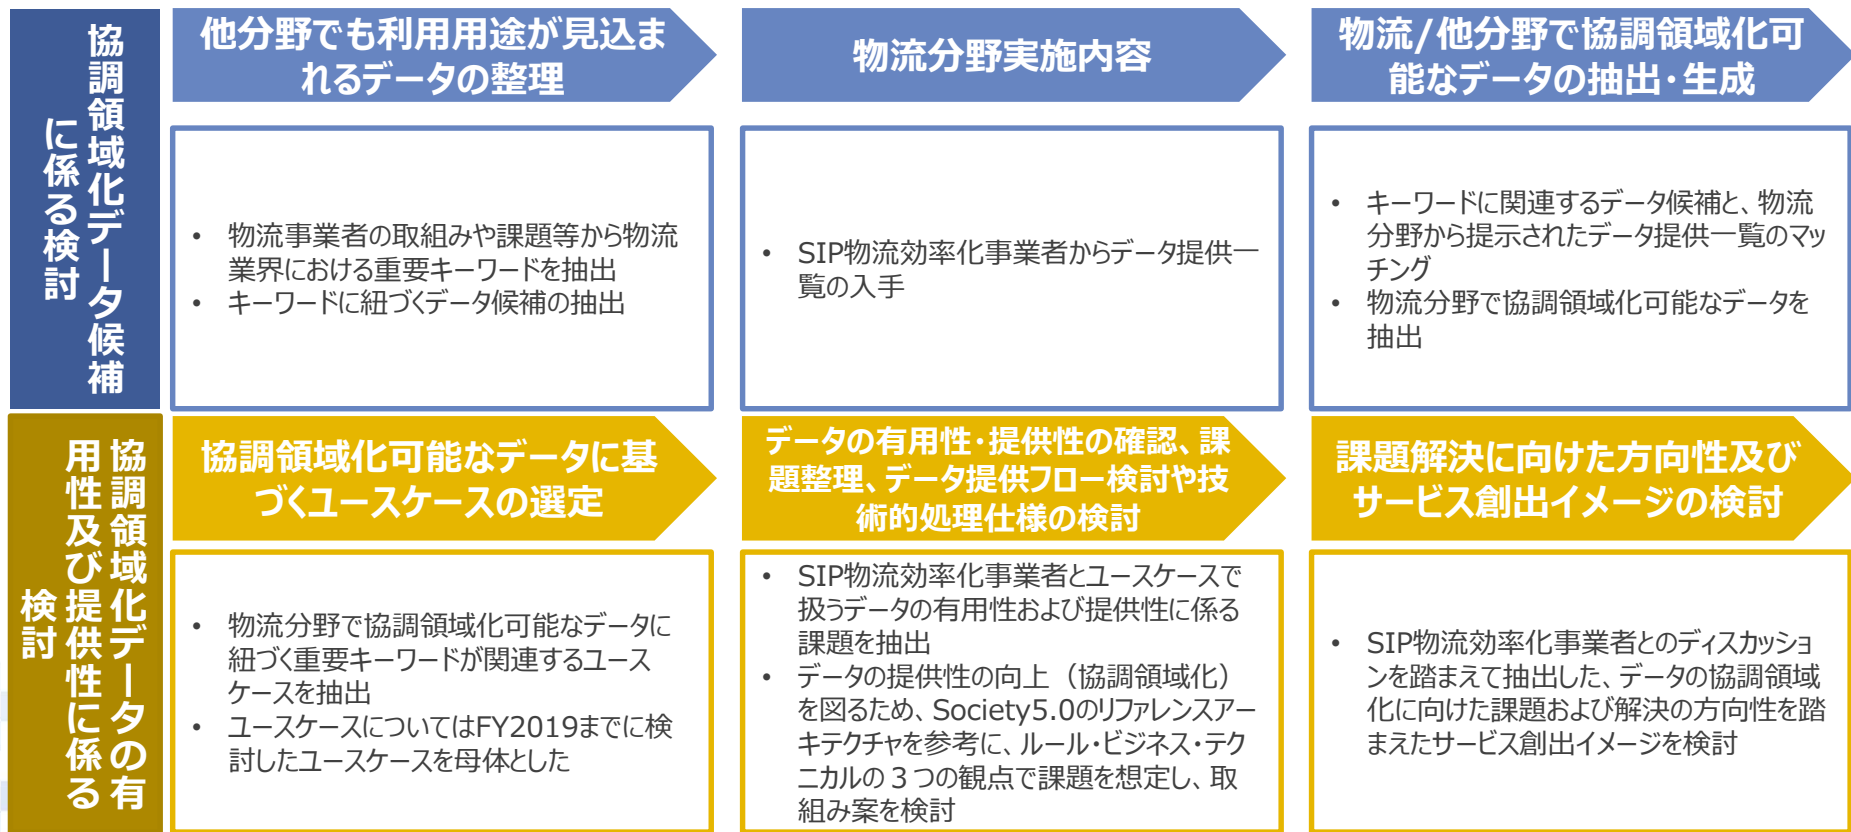 協調領域化データ候補
に係る検討
他分野でも利用用途が見込ま
れるデータの整理
物流分野実施内容
物流/他分野で協調領域化可
能なデータの抽出・生成
• 物流事業者の取組みや課題等から物流
業界における重要キーワードを抽出
• キーワードに紐づくデータ候補の抽出
• SIP物流効率化事業者からデータ提供一
覧の入手
• キーワードに関連するデータ候補と、物流
分野から提示されたデータ提供一覧のマッ
チング
• 物流分野で協調領域化可能なデータを
抽出
協調領域化データの有
用性及び提供性に係る
検討
協調領域化可能なデータに基
づくユースケースの選定
データの有用性・提供性の確認、課
題整理、データ提供フロー検討や技
術的処理仕様の検討
課題解決に向けた方向性及び
サービス創出イメージの検討
• 物流分野で協調領域化可能なデータに
紐づく重要キーワードが関連するユース
ケースを抽出
• ユースケースについてはFY2019までに検
討したユースケースを母体とした
• SIP物流効率化事業者とユースケースで
扱うデータの有用性および提供性に係る
課題を抽出
• データの提供性の向上（協調領域化）
を図るため、Society5.0のリファレンスアー
キテクチャを参考に、ルール・ビジネス・テク
ニカルの３つの観点で課題を想定し、取
組み案を検討
• SIP物流効率化事業者とのディスカッショ
ンを踏まえて抽出した、データの協調領域
化に向けた課題および解決の方向性を踏
まえたサービス創出イメージを検討